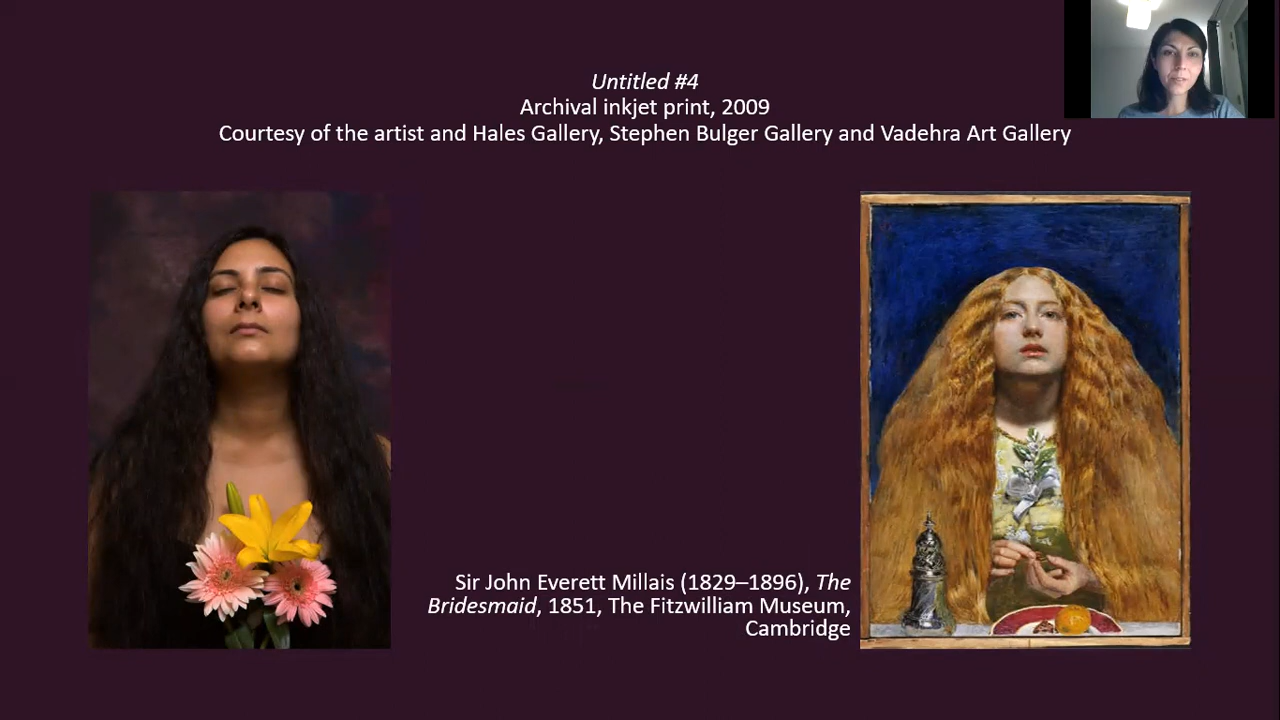 Untitled #4
Archival inkjet print, 2009
Courtesy of the artist and Hales Gallery, Stephen Bulger Gallery and Vadehra Art Gallery
Sir John Everett Millais (1829–1896), The
Bridesmaid, 1851, The Fitzwilliam Museum,
Cambridge